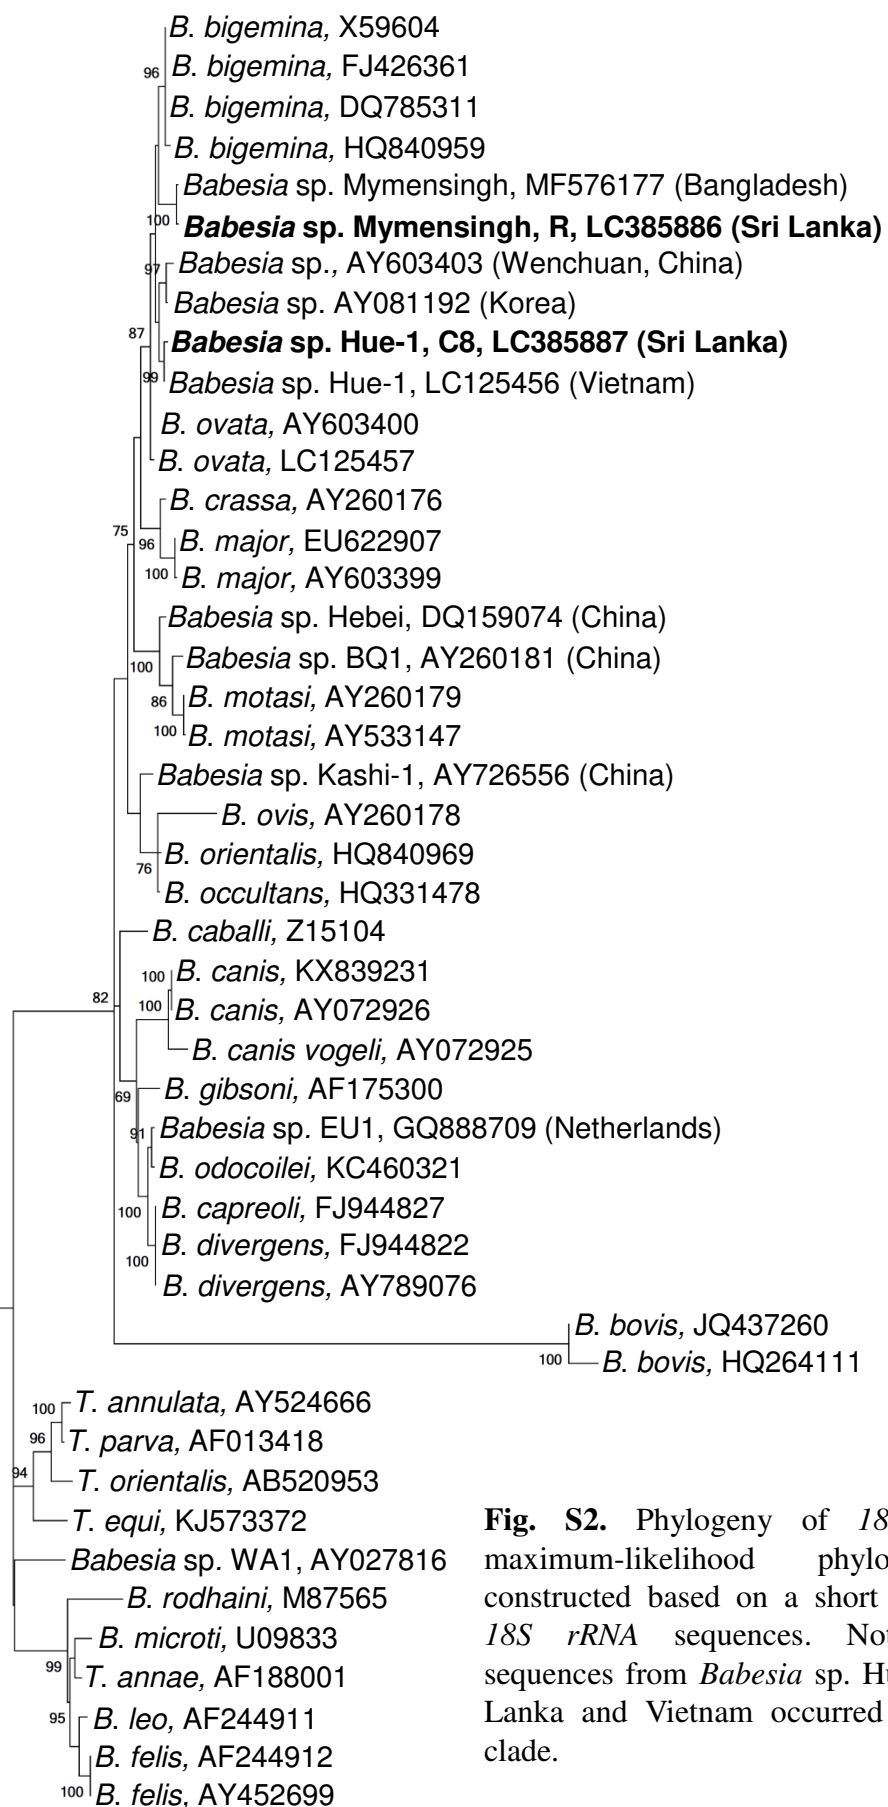 B. bigemina, X59604
96
B. bigemina, FJ426361
B. bigemina, DQ785311
B. bigemina, HQ840959
Babesia sp. Mymensingh, MF576177 (Bangladesh)
100
Babesia sp. Mymensingh, R, LC385886 (Sri Lanka)
97
Babesia sp., AY603403 (Wenchuan, China)
Babesia sp. AY081192 (Korea)
87
Babesia sp. Hue-1, C8, LC385887 (Sri Lanka)
99
Babesia sp. Hue-1, LC125456 (Vietnam)
B. ovata, AY603400
B. ovata, LC125457
B. crassa, AY260176
75
96
B. major, EU622907
100
B. major, AY603399
Babesia sp. Hebei, DQ159074 (China)
100
Babesia sp. BQ1, AY260181 (China)
86
B. motasi, AY260179
100
B. motasi, AY533147
Babesia sp. Kashi-1, AY726556 (China)
B. ovis, AY260178
B. orientalis, HQ840969
76
B. occultans, HQ331478
B. caballi, Z15104
100
B. canis, KX839231
82
100
B. canis, AY072926
B. canis vogeli, AY072925
69
B. gibsoni, AF175300
91
Babesia sp. EU1, GQ888709 (Netherlands)
B. odocoilei, KC460321
100
B. capreoli, FJ944827
B. divergens, FJ944822
100
B. divergens, AY789076
B. bovis, JQ437260
100
B. bovis, HQ264111
100
T. annulata, AY524666
96
T. parva, AF013418
94
T. orientalis, AB520953
T. equi, KJ573372
Babesia sp. WA1, AY027816
B. rodhaini, M87565
B. microti, U09833
99
T. annae, AF188001
95
B. leo, AF244911
B. felis, AF244912
100
B. felis, AY452699
Fig. S2. Phylogeny of 18
maximum-likelihood phylo
constructed based on a short
18S rRNA sequences. Not
sequences from Babesia sp. Hu
Lanka and Vietnam occurred
clade.